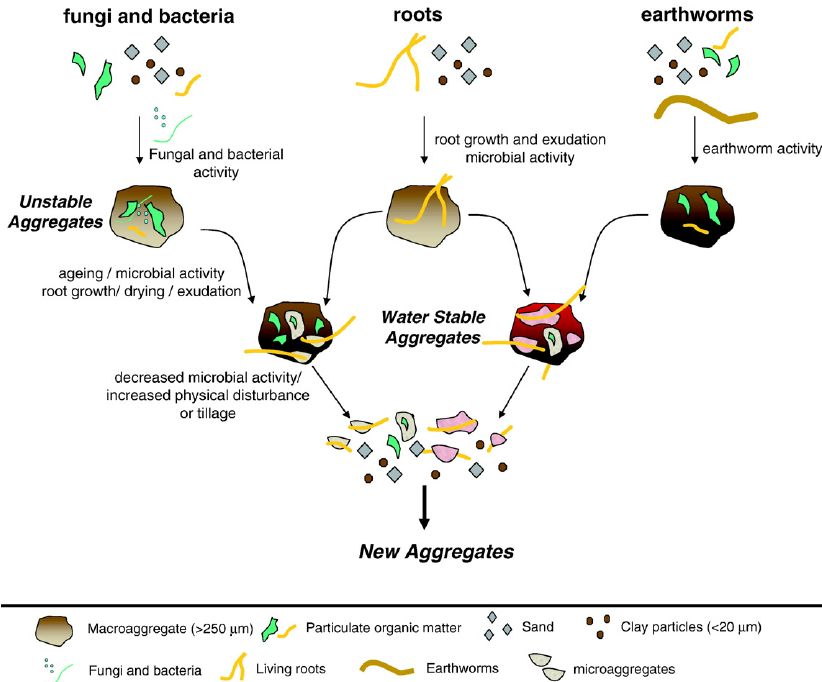 fungi and bacteria
roots
earthworms
Fungal and bacterial
activity
root growth and exudation
microbial activity
earthworm activity
Unstable
Aggregates
ageing / microbial activity
root growth/ drying / exudation
Water Stable
Aggregates
decreased microbial activity/
increased physical disturbance
or tillage
New Aggregates
Macroaggregate (>250 μm)
Particulate organic matter
Sand
Clay particles (<20 μm)
Fungi and bacteria
Living roots
Earthworms
microaggregates